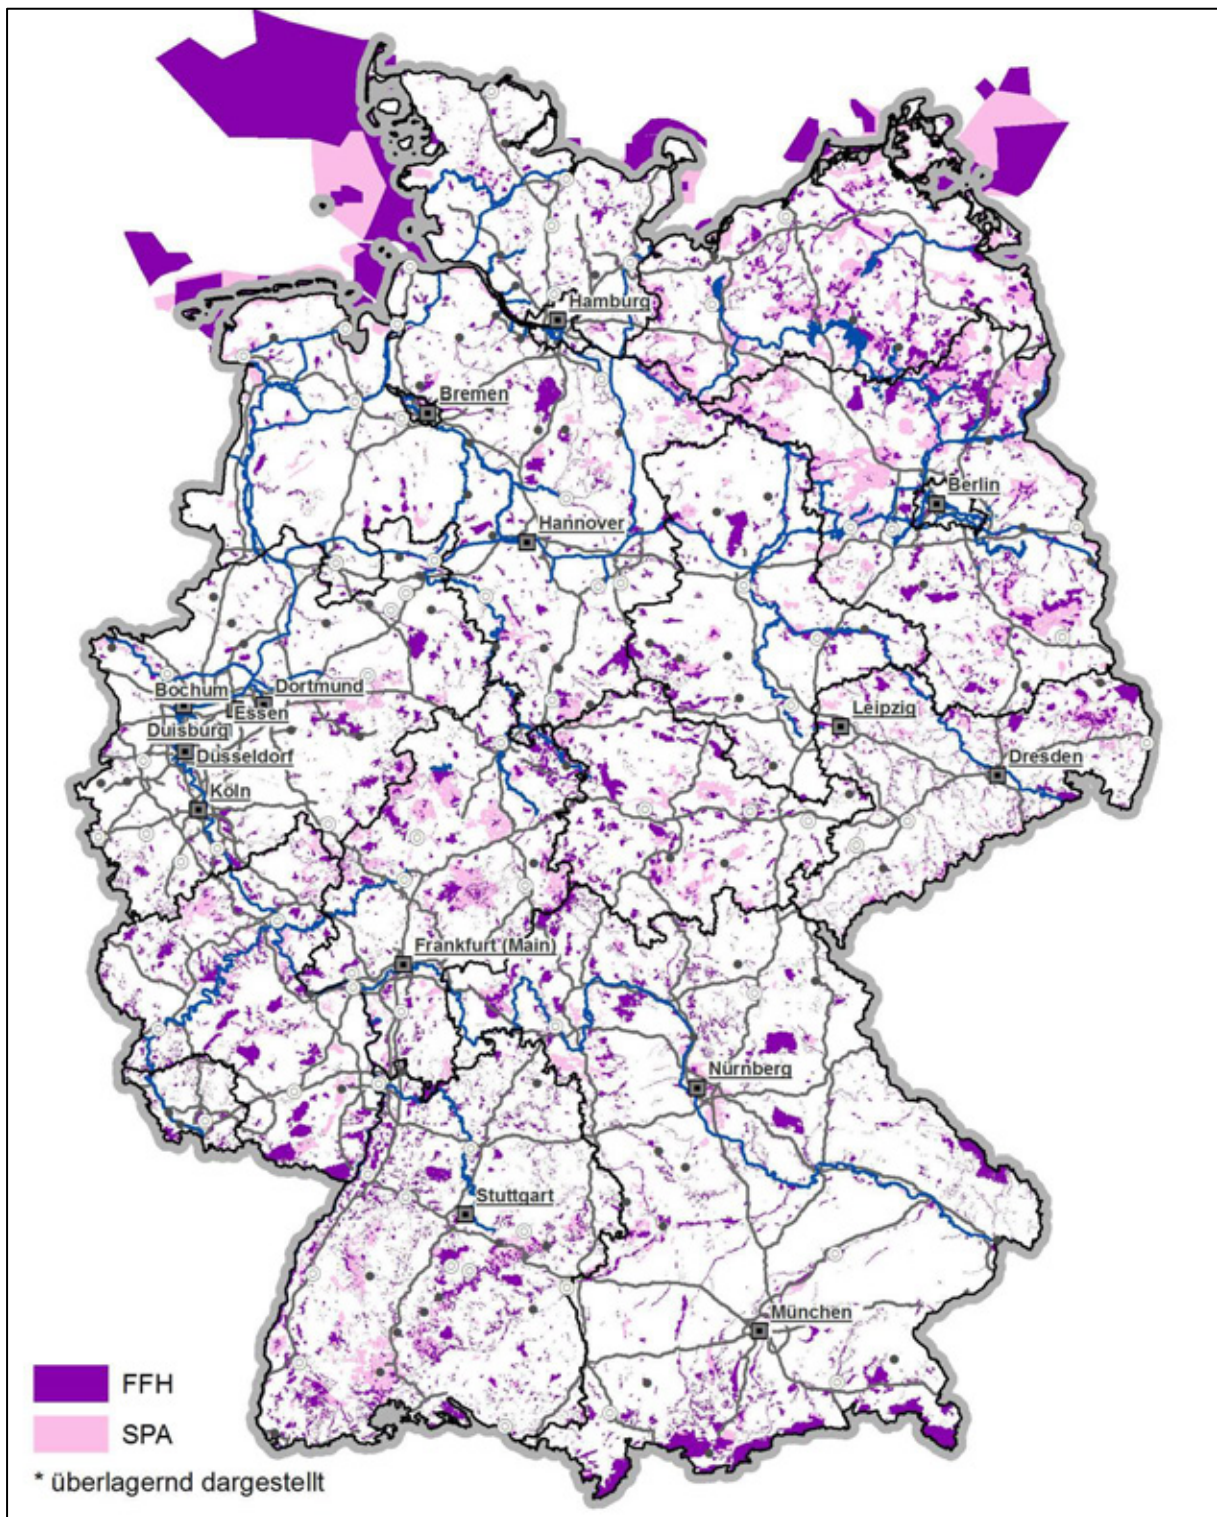 Hamburg
Bremen
Berlin
Hannover
Bochum
Dortmund
Essen
Duisburg
Düsseldorf
Köln
Leipzig
Dresden
Frankfurt (Main)
Nürnberg
Stuttgart
München
FFH
SPA
* überlagernd dargestellt